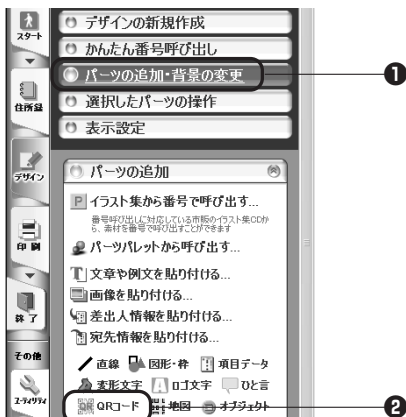 スタート
デザインの新規作成
かんたん番号呼び出し
パーツの追加・背景の変更
❶
選択したパーツの操作
表示設定
住所録
デザイン
印刷
終了
その他
ユーティリティ
パーツの追加
P イラスト集から番号で呼び出す...
番号呼び出しに対応している市販のイラスト集CDか
ら、素材を番号で呼び出すことができます
パーツパレットから呼び出す...
T 文章や例文を貼り付ける...
画像を貼り付ける...
差出人情報を貼り付ける...
宛先情報を貼り付ける...
直線 図形・枠 項目データ
変形文字 ロゴ文字 ひと言
QR QRコード 地図 オブジェクト
❷